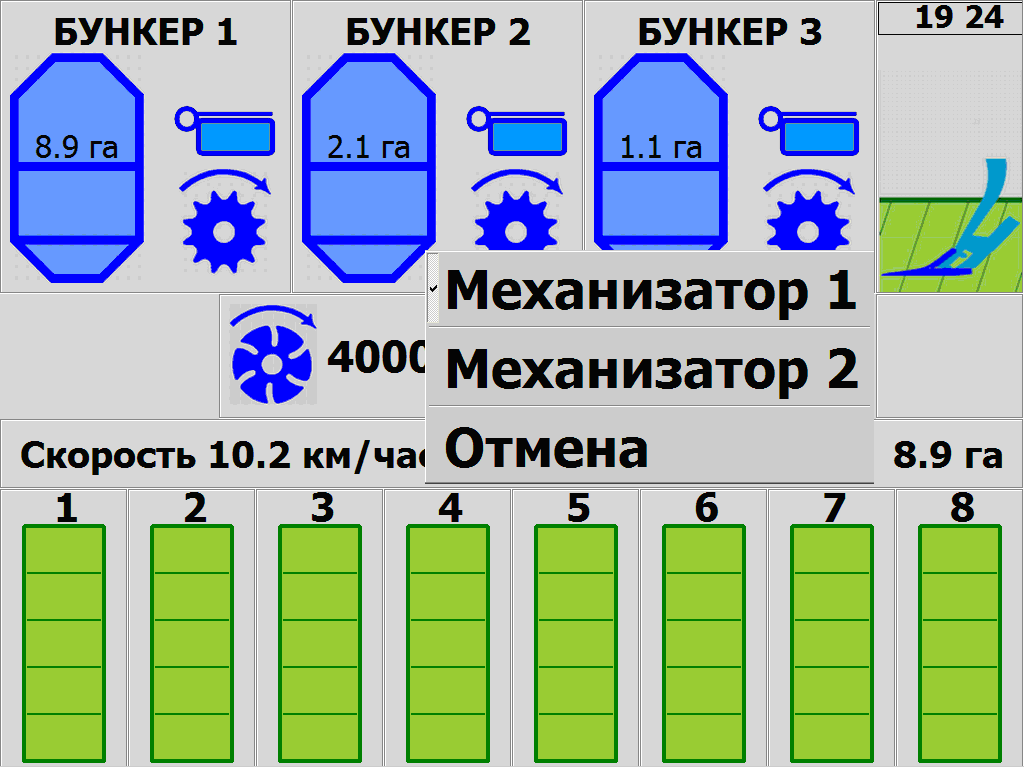 БУНКЕР 1
БУНКЕР 2
БУНКЕР 3
19 24
8.9 га
2.1 га
1.1 га
Механизатор 1
4000
Механизатор 2
Отмена
Скорость 10.2 км/час
8.9 га
1 2 3 4 5 6 7 8